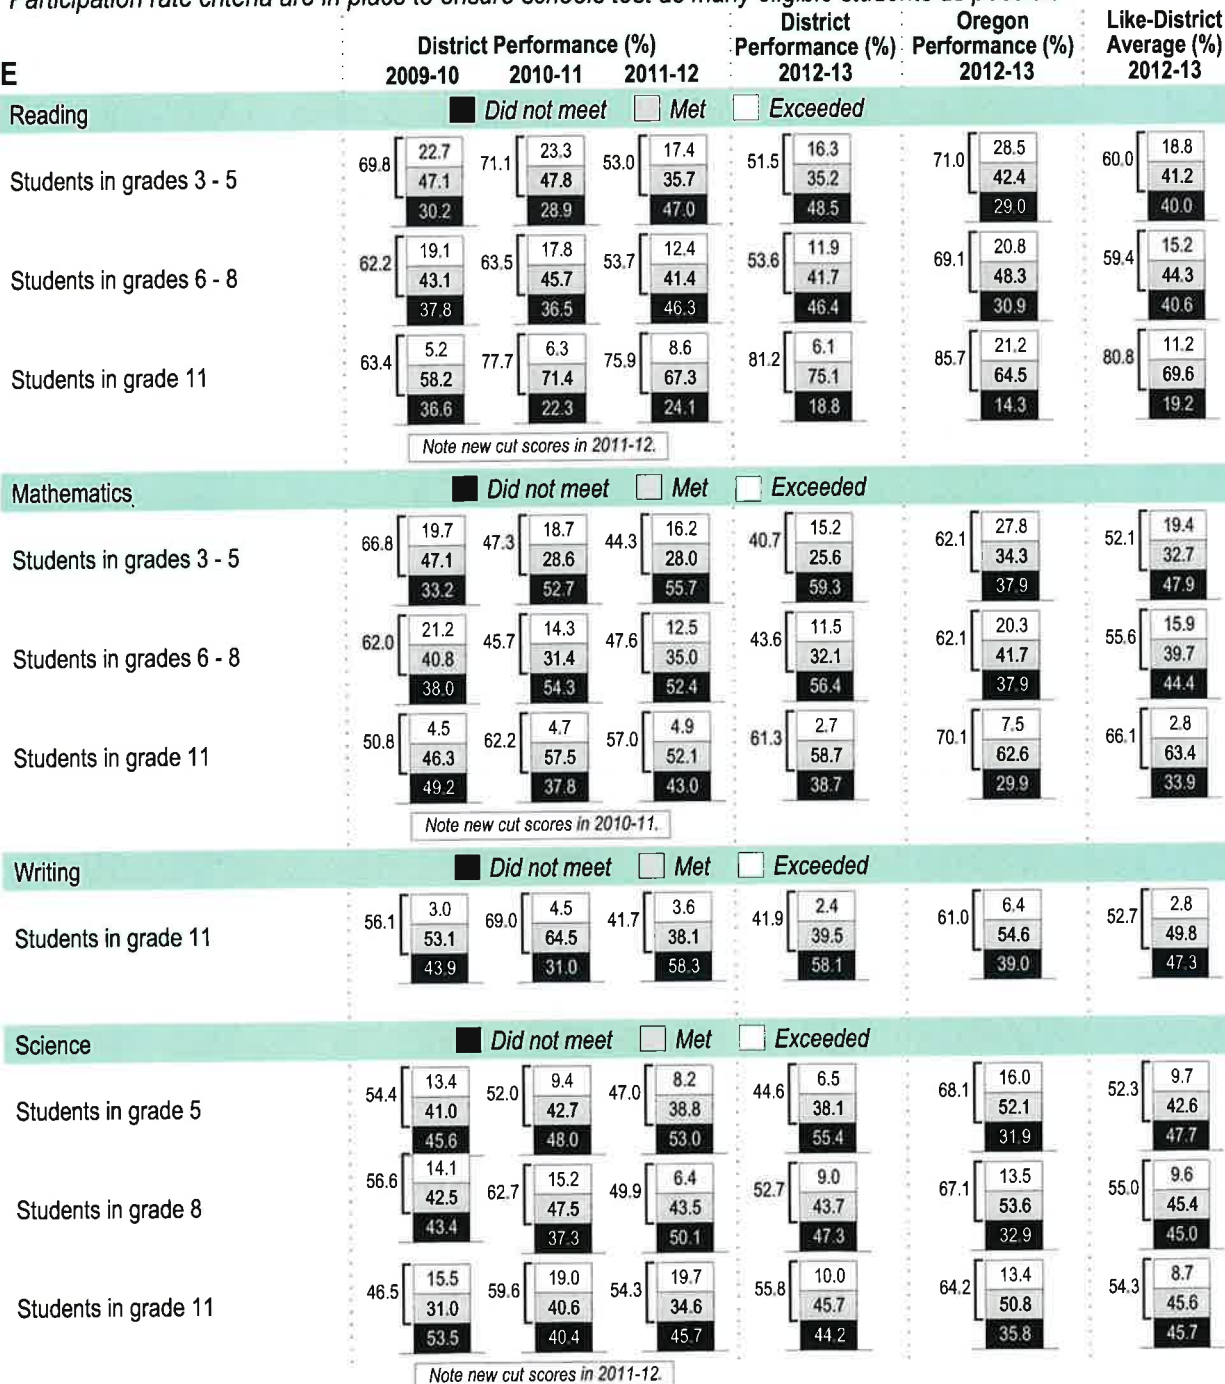 Participation rate criteria are in place to ensure schools test as many eligible students as
District Performance (%)
District Performance (%)
Oregon Performance (%)
Like-District Average (%)
E
2009-10 2010-11 2011-12 2012-13 2012-13 2012-13
Reading
Did not meet Met Exceeded
Students in grades 3 - 5
69.8 22.7 47.1 30.2
71.1 23.3 47.8 28.9
53.0 17.4 35.7 47.0
51.5 16.3 35.2 48.5
71.0 28.5 42.4 29.0
60.0 18.8 41.2 40.0
Students in grades 6 - 8
62.2 19.1 43.1 37.8
63.5 17.8 45.7 36.5
53.7 12.4 41.4 46.3
53.6 11.9 41.7 46.4
69.1 20.8 48.3 30.9
59.4 15.2 44.3 40.6
Students in grade 11
63.4 5.2 58.2 36.6
77.7 6.3 71.4 22.3
75.9 8.6 67.3 24.1
81.2 6.1 75.1 18.8
85.7 21.2 64.5 14.3
80.8 11.2 69.6 19.2
Note new cut scores in 2011-12.
Mathematics
Did not meet Met Exceeded
Students in grades 3 - 5
66.8 19.7 47.1 33.2
47.3 18.7 28.6 52.7
44.3 16.2 28.0 55.7
40.7 15.2 25.6 59.3
62.1 27.8 34.3 37.9
52.1 19.4 32.7 47.9
Students in grades 6 - 8
62.0 21.2 40.8 38.0
45.7 14.3 31.4 54.3
47.6 12.5 35.0 52.4
43.6 11.5 32.1 56.4
62.1 20.3 41.7 37.9
55.6 15.9 39.7 44.4
Students in grade 11
50.8 4.5 46.3 49.2
62.2 4.7 57.5 37.8
57.0 4.9 52.1 43.0
61.3 2.7 58.7 38.7
70.1 7.5 62.6 29.9
66.1 2.8 63.4 33.9
Note new cut scores in 2010-11.
Writing
Did not meet Met Exceeded
Students in grade 11
56.1 3.0 53.1 43.9
69.0 4.5 64.5 31.0
41.7 3.6 38.1 58.3
41.9 2.4 39.5 58.1
61.0 6.4 54.6 39.0
52.7 2.8 49.8 47.3
Science
Did not meet Met Exceeded
Students in grade 5
54.4 13.4 41.0 45.6
52.0 9.4 42.7 48.0
47.0 8.2 38.8 53.0
44.6 6.5 38.1 55.4
68.1 16.0 52.1 31.9
52.3 9.7 42.6 47.7
Students in grade 8
56.6 14.1 42.5 43.4
62.7 15.2 47.5 37.3
49.9 6.4 43.5 50.1
52.7 9.0 43.7 47.3
67.1 13.5 53.6 32.9
55.0 9.6 45.4 45.0
Students in grade 11
46.5 15.5 31.0 53.5
59.6 19.0 40.6 40.4
54.3 19.7 34.6 45.7
55.8 10.0 45.7 44.2
64.2 13.4 50.8 35.8
54.3 8.7 45.6 45.7
Note new cut scores in 2011-12.